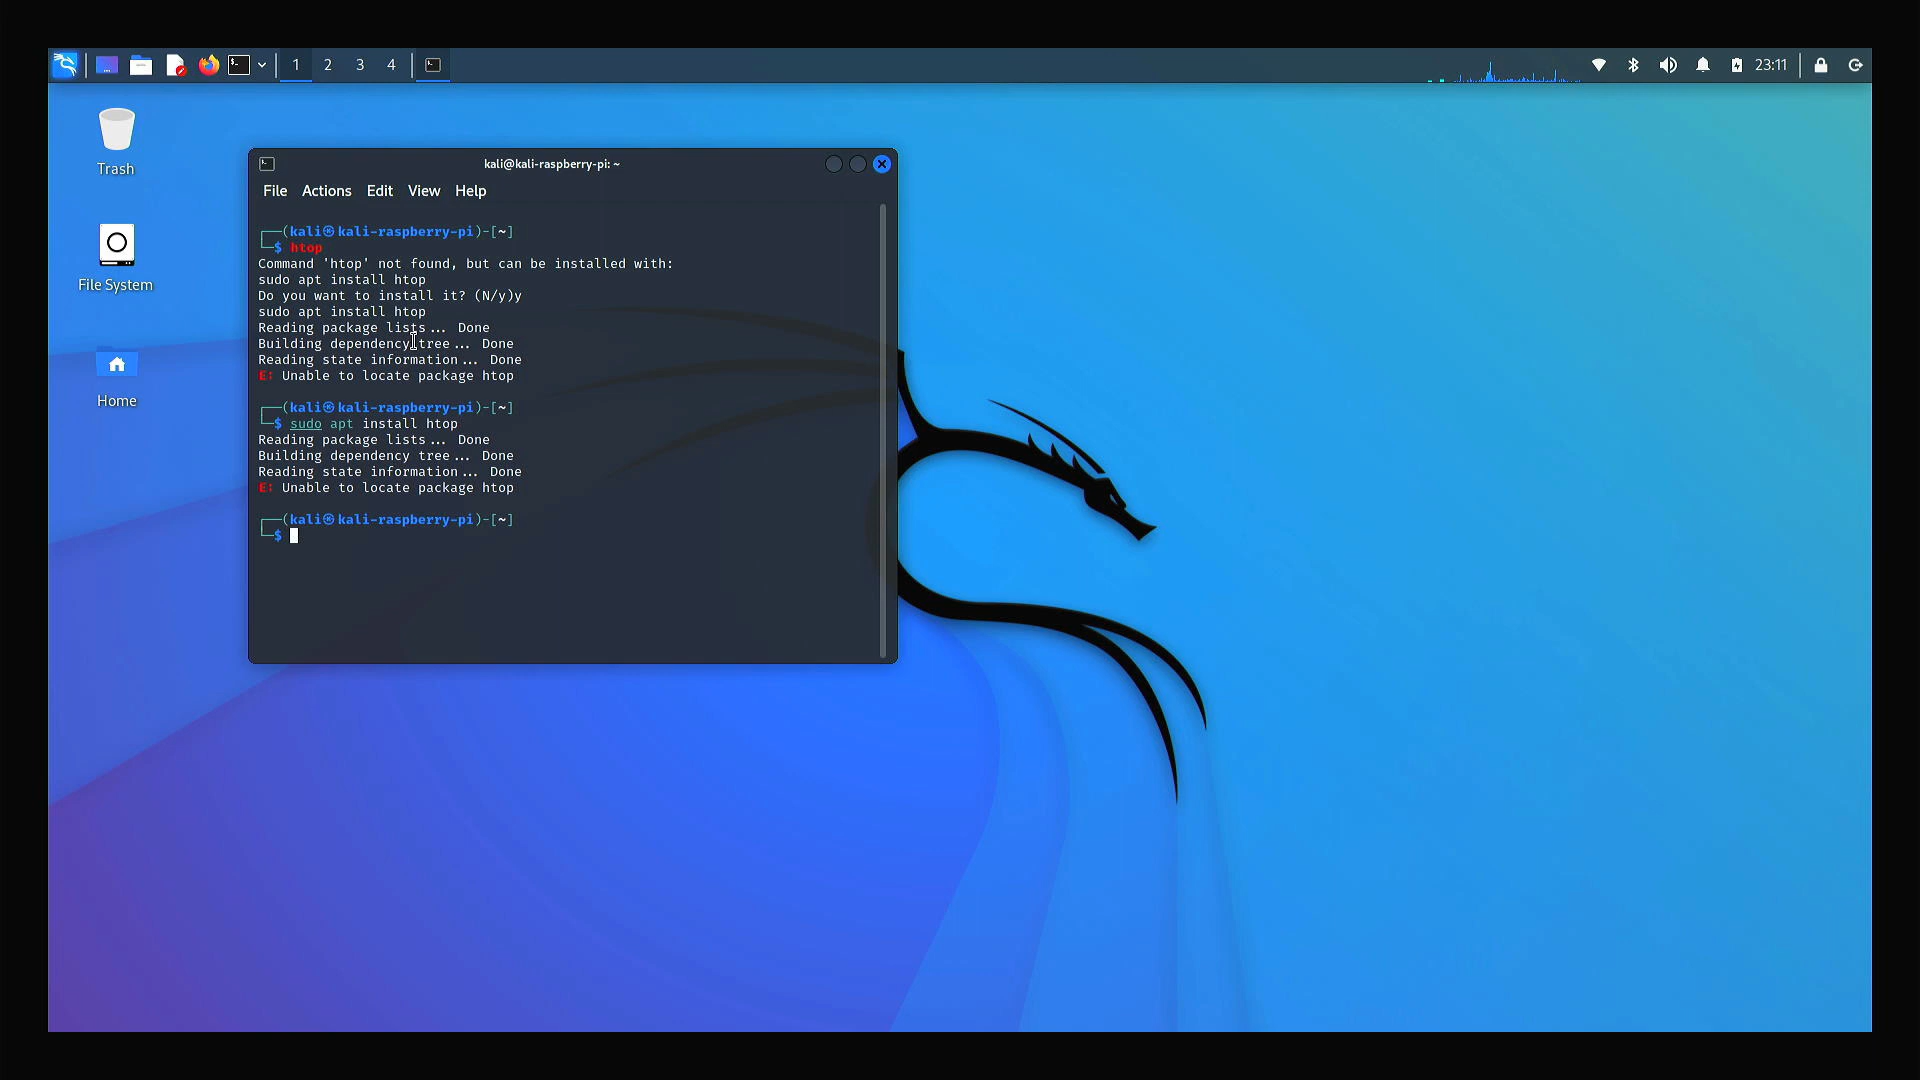 1 2 3 4 23:11
Trash
File System
Home
kali@kali-raspberry-pi: ~
File Actions Edit View Help
┌──(kali㉿kali-raspberry-pi)-[~]
└─$ htop
Command 'htop' not found, but can be installed with:
sudo apt install htop
Do you want to install it? (N/y)y
sudo apt install htop
Reading package lists... Done
Building dependency tree... Done
Reading state information... Done
E: Unable to locate package htop
┌──(kali㉿kali-raspberry-pi)-[~]
└─$ sudo apt install htop
Reading package lists... Done
Building dependency tree... Done
Reading state information... Done
E: Unable to locate package htop
┌──(kali㉿kali-raspberry-pi)-[~]
└─$